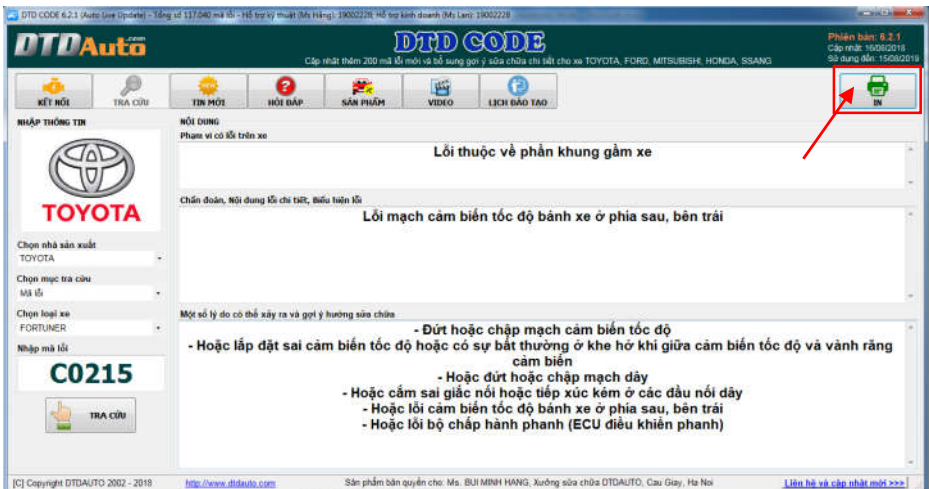 DTD CODE 6.2.1 (Auto Live Update) - Tổng số 117.040 mã lỗi - Hỗ trợ kỹ thuật (Ms Hằng): 19002228; Hỗ trợ kinh doanh (Ms Lan): 19002228
DTDAuto.com
DTD CODE
Cập nhật thêm 200 mã lỗi mới và bổ sung gợi ý sửa chữa chi tiết cho xe TOYOTA, FORD, MITSUBISHI, HONDA, SSANG
Phiên bản: 6.2.1
Cập nhật: 16/08/2018
Sử dụng đến: 15/08/2019
KẾT NỐI
TRA CỨU
TIN MỚI
HỎI ĐÁP
SẢN PHẨM
VIDEO
LỊCH ĐÀO TẠO
IN
NHẬP THÔNG TIN
TOYOTA
Chọn nhà sản xuất
TOYOTA
Chọn mục tra cứu
Mã lỗi
Chọn loại xe
FORTUNER
Nhập mã lỗi
C0215
TRA CỨU
NỘI DUNG
Phạm vi có lỗi trên xe
Lỗi thuộc về phần khung gầm xe
Chẩn đoán, Nội dung lỗi chi tiết, Biểu hiện lỗi
Lỗi mạch cảm biến tốc độ bánh xe ở phía sau, bên trái
Một số lý do có thể xảy ra và gợi ý hướng sửa chữa
- Đứt hoặc chập mạch cảm biến tốc độ
- Hoặc lắp đặt sai cảm biến tốc độ hoặc có sự bất thường ở khe hở khi giữa cảm biến tốc độ và vành răng
cảm biến
- Hoặc đứt hoặc chập mạch dây
- Hoặc cắm sai giắc nối hoặc tiếp xúc kém ở các đầu nối dây
- Hoặc lỗi cảm biến tốc độ bánh xe ở phía sau, bên trái
- Hoặc lỗi bộ chấp hành phanh (ECU điều khiển phanh)
[C] Copyright DTDAUTO 2002 - 2018
http://www.dtdauto.com
Sản phẩm bản quyền cho: Ms. BUI MINH HANG, Xưởng sửa chữa DTDAUTO, Cau Giay, Ha Noi
Liên hệ và cập nhật mới >>>